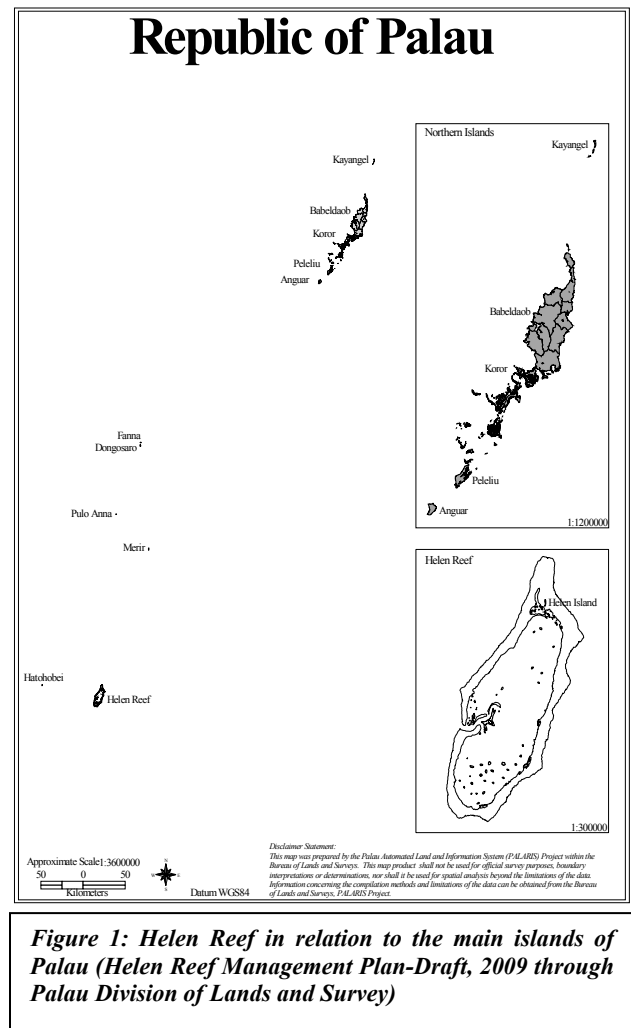 Republic of Palau
Kayangel
Babeldaob
Koror
Peleliu
Anguar
Fanna
Dongosaro
Pulo Anna
Merir
Hatohobei
Helen Reef
Northern Islands
Kayangel
Babeldaob
Koror
Peleliu
Anguar
1:1200000
Helen Reef
Helen Island
1:300000
Approximate Scale1:3600000
50 0 50
Kilometers
N
W E
S
Datum WGS84
Disclaimer Statement:
This map was prepared by the Palau Automated Land and Information System (PALARIS) Project within the
Bureau of Lands and Surveys. This map product shall not be used for official survey purposes, boundary
interpretations or determinations, nor shall it be used for spatial analysis beyond the limitations of the data.
Information concerning the compilation methods and limitations of the data can be obtained from the Bureau
of Lands and Surveys, PALARIS Project.
Figure 1: Helen Reef in relation to the main islands of
Palau (Helen Reef Management Plan-Draft, 2009 through
Palau Division of Lands and Survey)